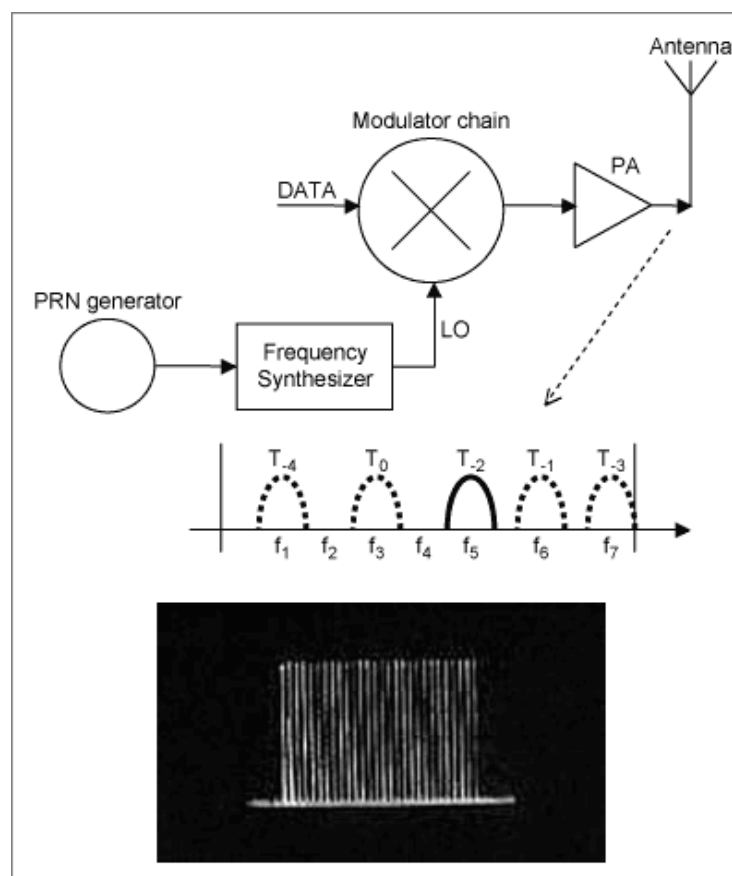 Antenna
Modulator chain
PA
DATA
PRN generator
LO
Frequency
Synthesizer
T-4 T0 T-2 T-1 T-3
f1 f2 f3 f4 f5 f6 f7